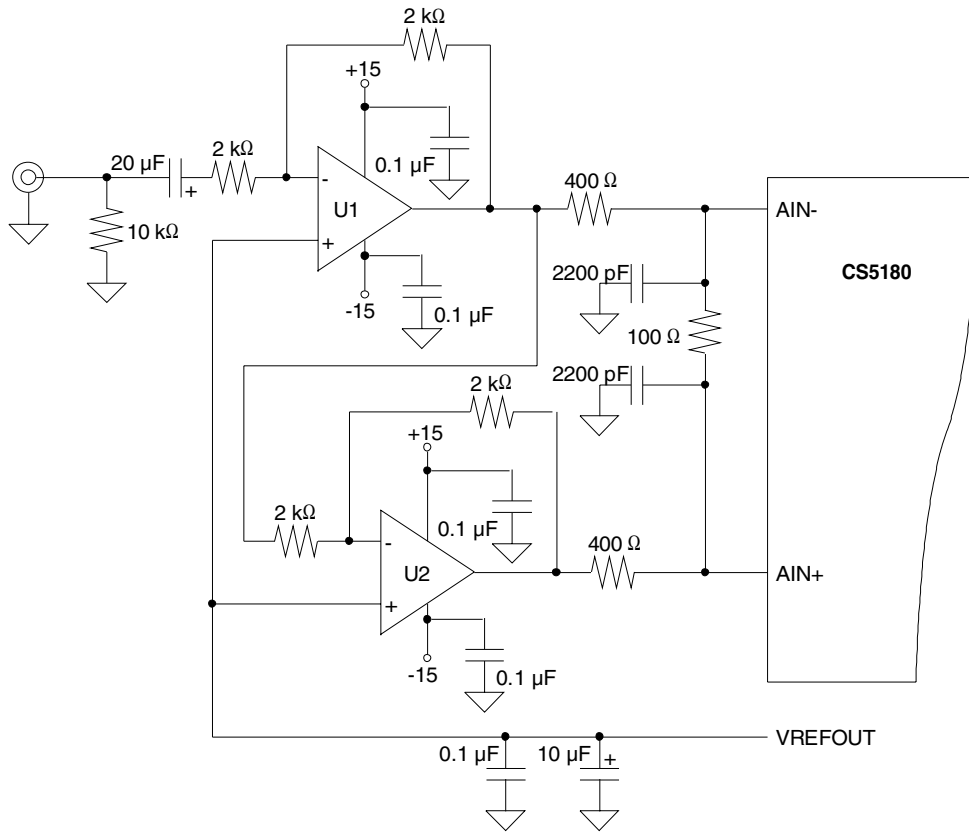 2 kΩ
+15
20 µF
+
2 kΩ
0.1 µF
-
U1
+
10 kΩ
-15
0.1 µF
400 Ω
AIN-
CS5180
2200 pF
100 Ω
2200 pF
2 kΩ
+15
2 kΩ
0.1 µF
-
U2
+
400 Ω
AIN+
-15
0.1 µF
VREFOUT
0.1 µF
10 µF
+